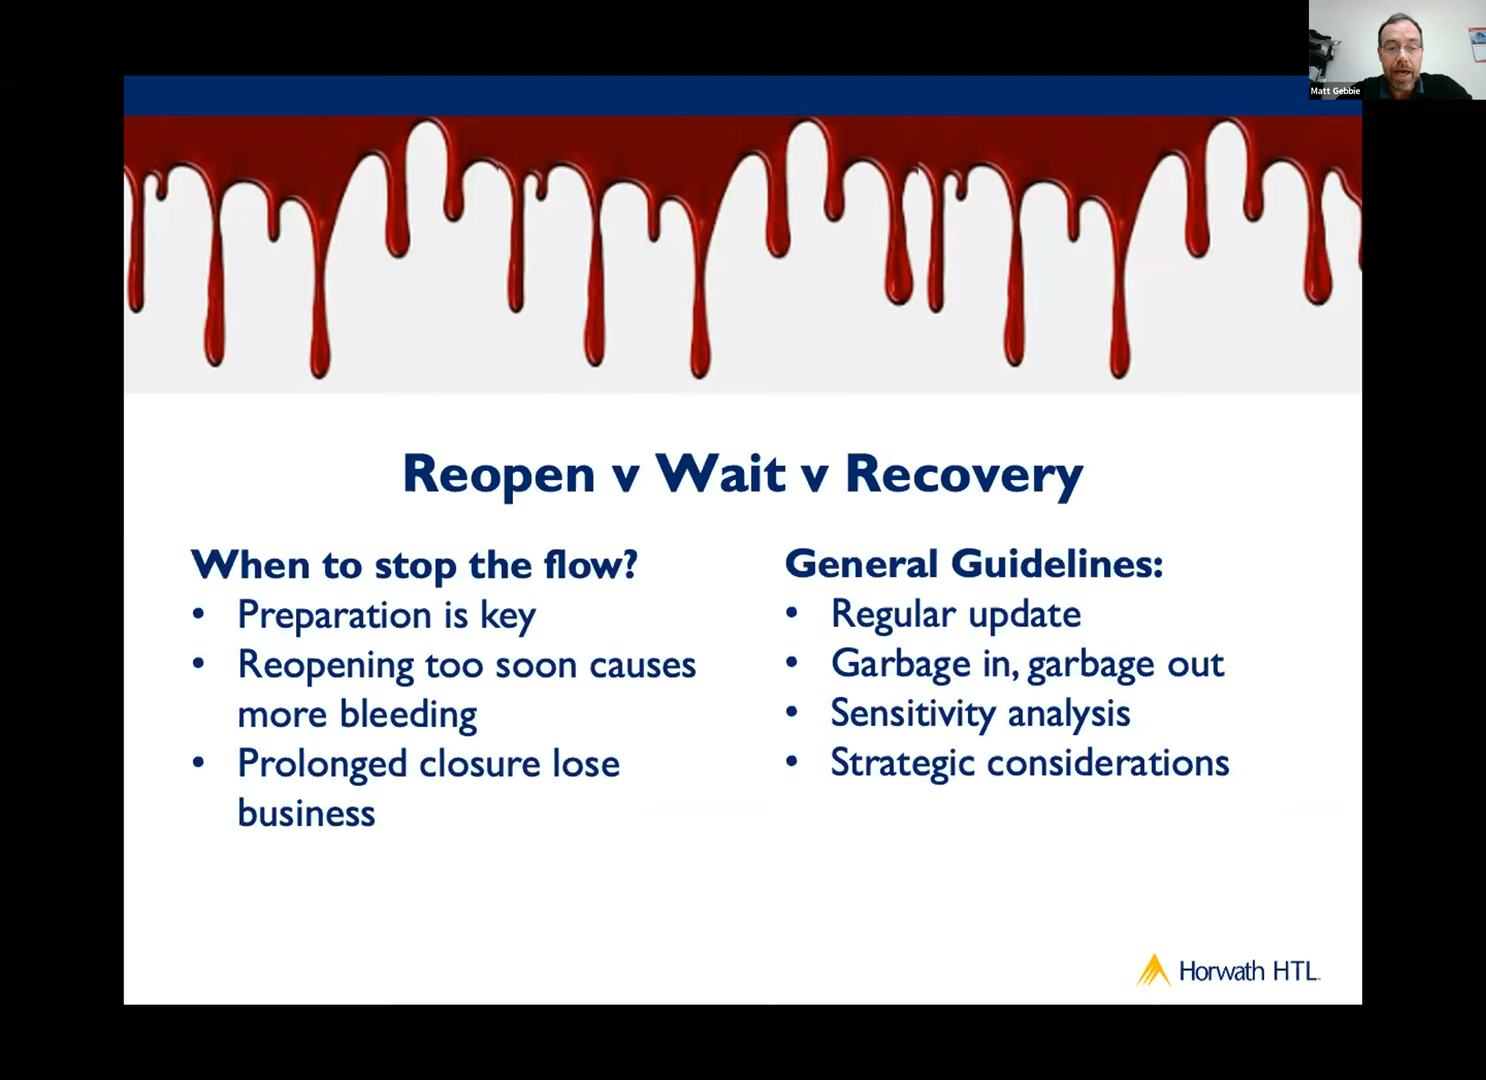 Matt Gebbie
Reopen v Wait v Recovery
When to stop the flow?
• Preparation is key
• Reopening too soon causes
more bleeding
• Prolonged closure lose
business
General Guidelines:
• Regular update
• Garbage in, garbage out
• Sensitivity analysis
• Strategic considerations
Horwath HTL